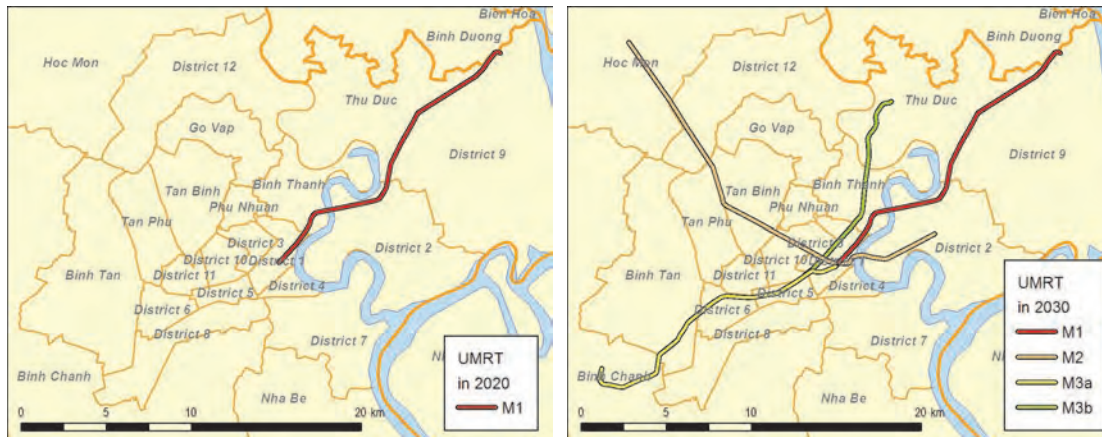 Bien Hoa
Binh Duong
Hoc Mon
District 12
Thu Duc
Go Vap
District 9
Tan Binh
Binh Thanh
Phu Nhuan
Tan Phu
District 3
District 2
District 10
District 1
Binh Tan
District 11
District 4
District 5
District 6
District 8
District 7
Binh Chanh
Nha Be
UMRT
in 2020
M1
0 5 10 20 km
Bien Hoa
Binh Duong
Hoc Mon
District 12
Thu Duc
Go Vap
District 9
Tan Binh
Binh Thanh
Phu Nhuan
Tan Phu
District 2
District 10
Binh Tan
District 11
District 4
District 5
District 6
District 8
District 7
Binh Chanh
Nha Be
UMRT
in 2030
M1
M2
M3a
M3b
0 5 10 20 km